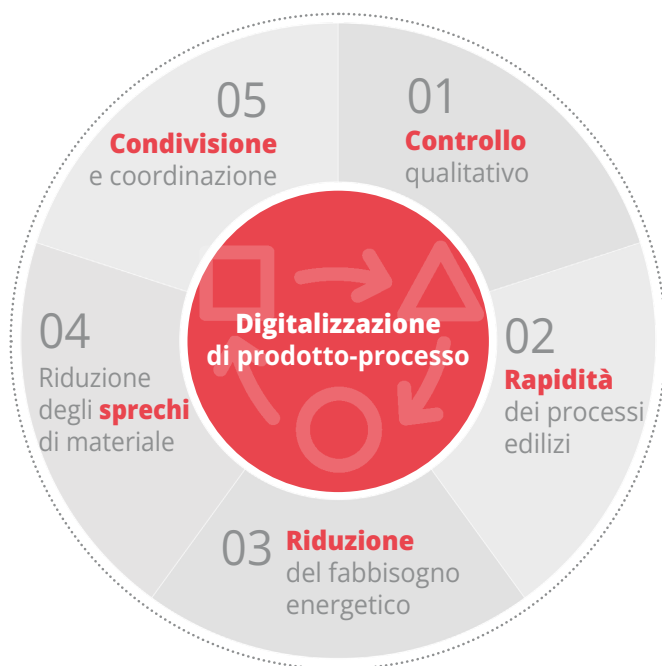 05
Condivisione
e coordinazione
01
Controllo
qualitativo
Digitalizzazione
di prodotto-processo
04
Riduzione
degli sprechi
di materiale
02
Rapidità
dei processi
edilizi
03
Riduzione
del fabbisogno
energetico